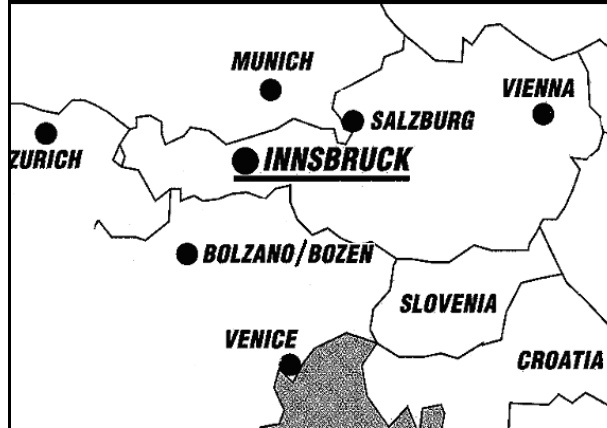 MUNICH
VIENNA
SALZBURG
ZURICH
INNSBRUCK
BOLZANO/BOZEN
SLOVENIA
VENICE
CROATIA